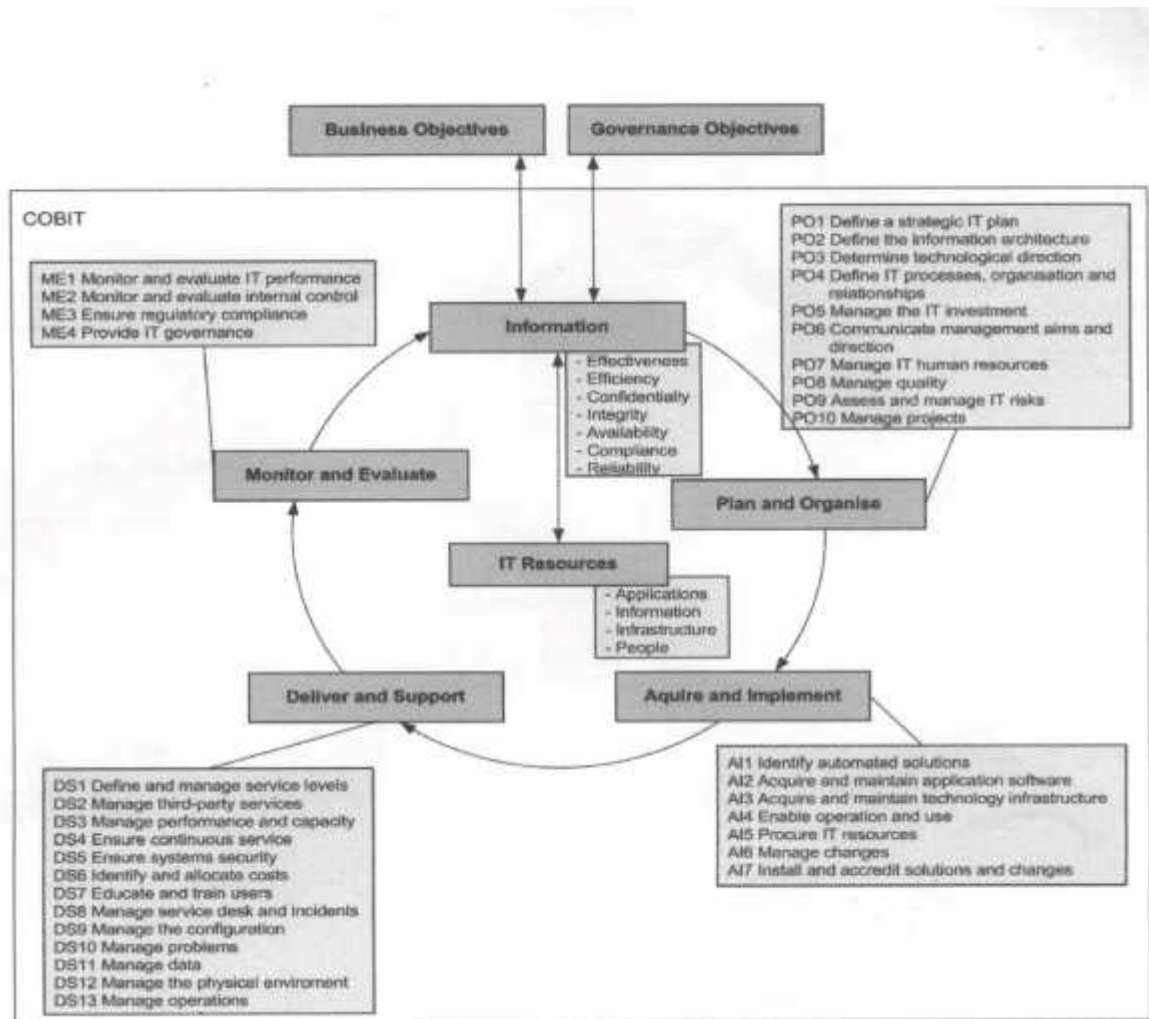 Business Objectives
Governance Objectives
COBIT
PO1 Define a strategic IT plan
PO2 Define the information architecture
PO3 Determine technological direction
PO4 Define IT processes, organisation and
relationships
PO5 Manage the IT investment
PO6 Communicate management aims and
direction
PO7 Manage IT human resources
PO8 Manage quality
PO9 Assess and manage IT risks
PO10 Manage projects
ME1 Monitor and evaluate IT performance
ME2 Monitor and evaluate internal control
ME3 Ensure regulatory compliance
ME4 Provide IT governance
Information
- Effectiveness
- Efficiency
- Confidentially
- Integrity
- Availability
- Compliance
- Reliability
Monitor and Evaluate
Plan and Organise
IT Resources
- Applications
- Information
- Infrastructure
- People
Deliver and Support
Aquire and Implement
DS1 Define and manage service levels
DS2 Manage third-party services
DS3 Manage performance and capacity
DS4 Ensure continuous service
DS5 Ensure systems security
DS6 Identify and allocate costs
DS7 Educate and train users
DS8 Manage service desk and incidents
DS9 Manage the configuration
DS10 Manage problems
DS11 Manage data
DS12 Manage the physical enviroment
DS13 Manage operations
AI1 Identify automated solutions
AI2 Acquire and maintain application software
AI3 Acquire and maintain technology infrastructure
AI4 Enable operation and use
AI5 Procure IT resources
AI6 Manage changes
AI7 Install and accredit solutions and changes